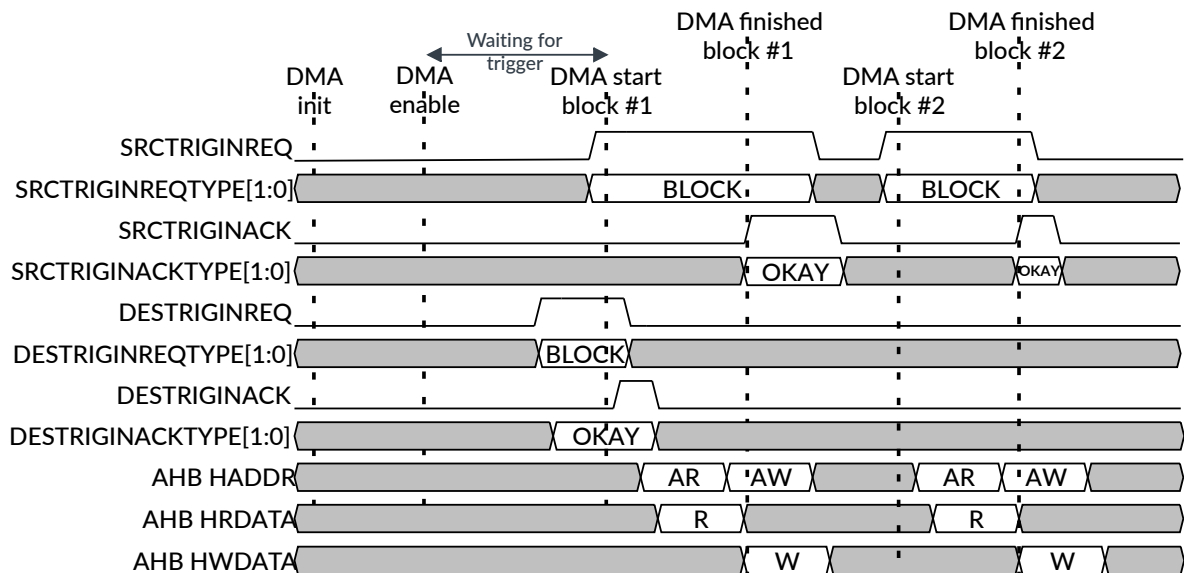 DMA finished
block #1
DMA finished
block #2
Waiting for
trigger
DMA
init
DMA
enable
DMA start
block #1
DMA start
block #2
SRCTRIGINREQ
SRCTRIGINREQTYPE[1:0]
BLOCK
BLOCK
SRCTRIGINACK
SRCTRIGINACKTYPE[1:0]
OKAY
OKAY
DESTRIGINREQ
DESTRIGINREQTYPE[1:0]
BLOCK
DESTRIGINACK
DESTRIGINACKTYPE[1:0]
OKAY
AHB HADDR
AR
AW
AR
AW
AHB HRDATA
R
R
AHB HWDATA
W
W